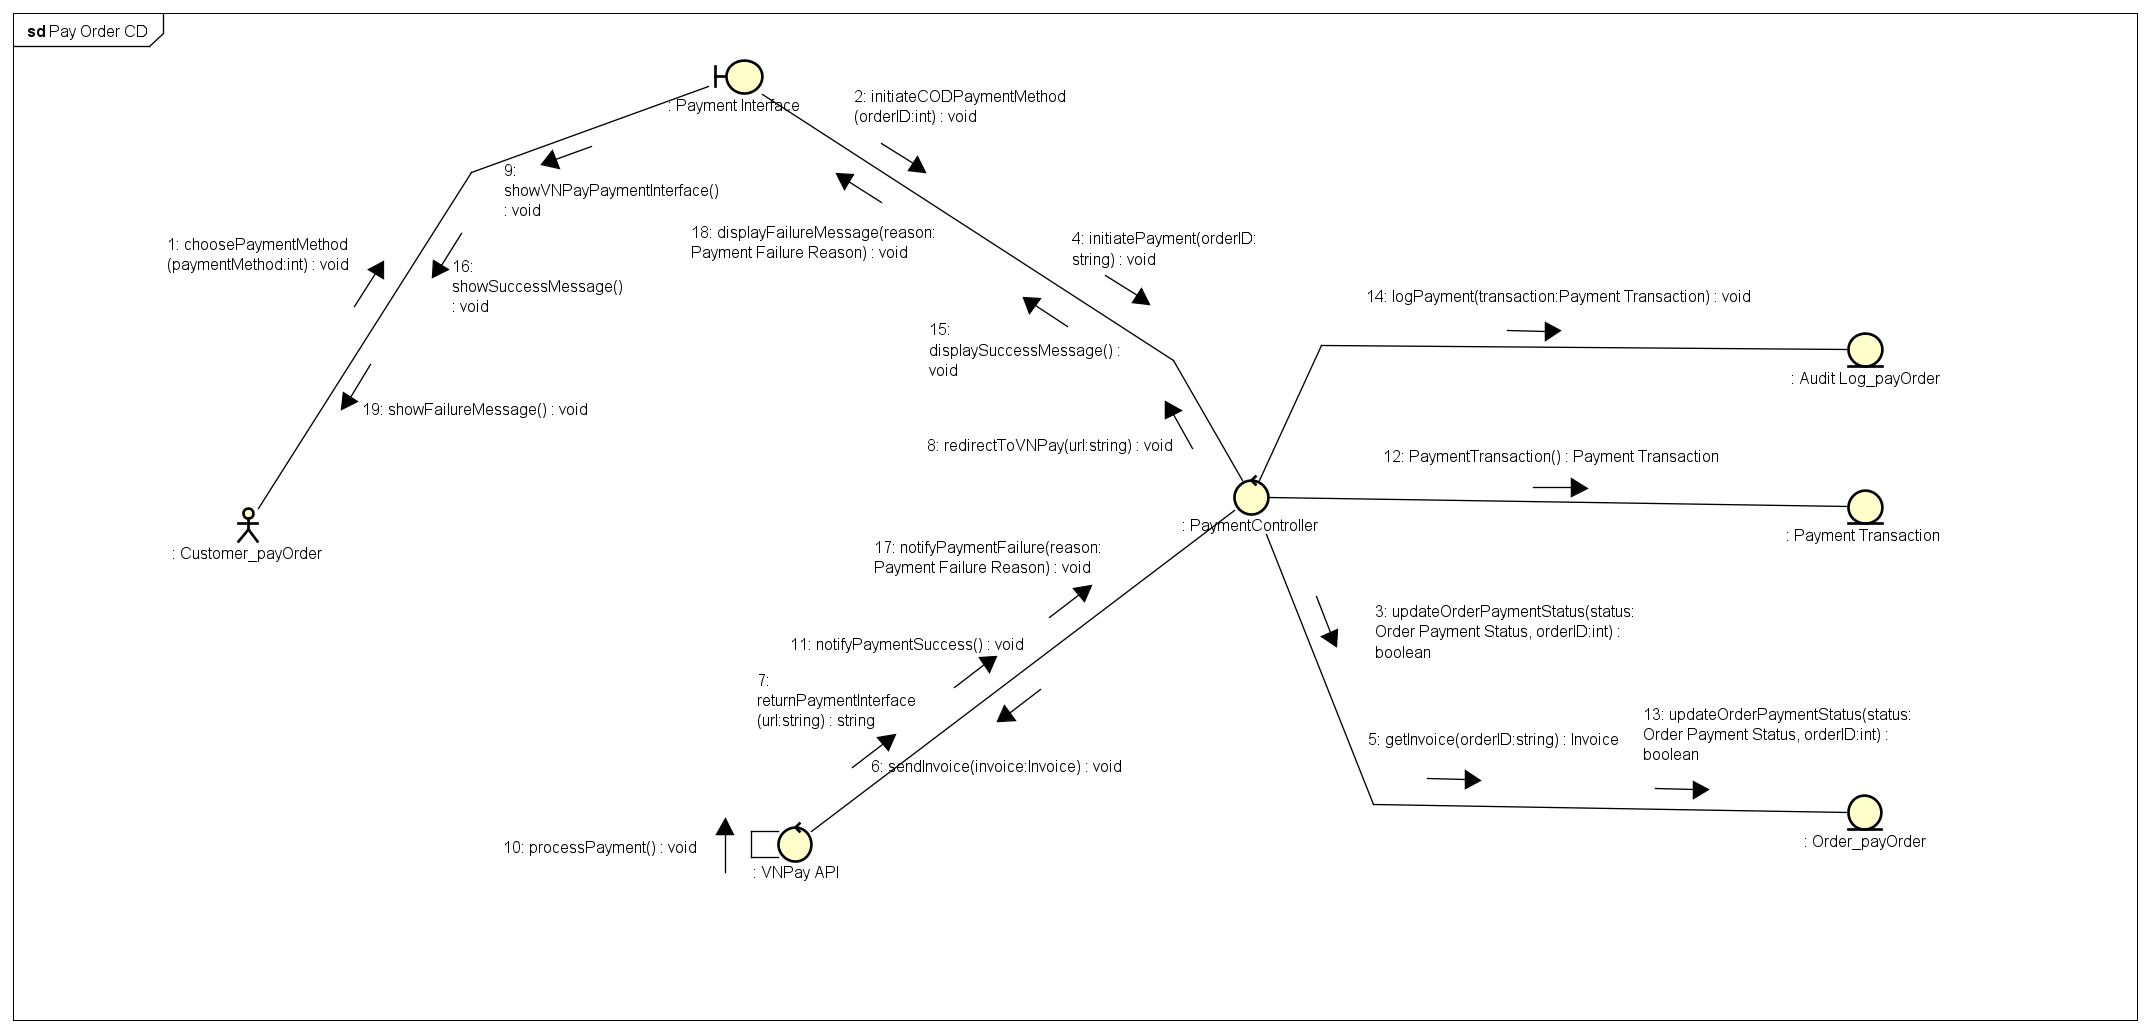 sd Pay Order CD
: Payment Interface
2: initiateCODPaymentMethod
(orderID:int) : void
9:
showVNPayPaymentInterface()
: void
18: displayFailureMessage(reason:
Payment Failure Reason) : void
4: initiatePayment(orderID:
string) : void
1: choosePaymentMethod
(paymentMethod:int) : void
16:
showSuccessMessage()
: void
14: logPayment(transaction:Payment Transaction) : void
15:
displaySuccessMessage() :
void
: Audit Log_payOrder
19: showFailureMessage() : void
8: redirectToVNPay(url:string) : void
12: PaymentTransaction() : Payment Transaction
: PaymentController
: Payment Transaction
: Customer_payOrder
17: notifyPaymentFailure(reason:
Payment Failure Reason) : void
3: updateOrderPaymentStatus(status:
Order Payment Status, orderID:int) :
boolean
11: notifyPaymentSuccess() : void
7:
returnPaymentInterface
(url:string) : string
13: updateOrderPaymentStatus(status:
Order Payment Status, orderID:int) :
boolean
5: getInvoice(orderID:string) : Invoice
6: sendInvoice(invoice:Invoice) : void
10: processPayment() : void
: VNPay API
: Order_payOrder